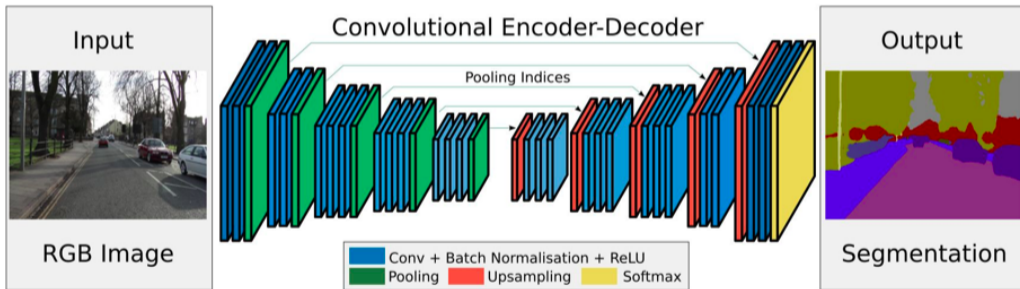 Input
Convolutional Encoder-Decoder
Output
Pooling Indices
RGB Image
Segmentation
Conv + Batch Normalisation + ReLU
Pooling
Upsampling
Softmax